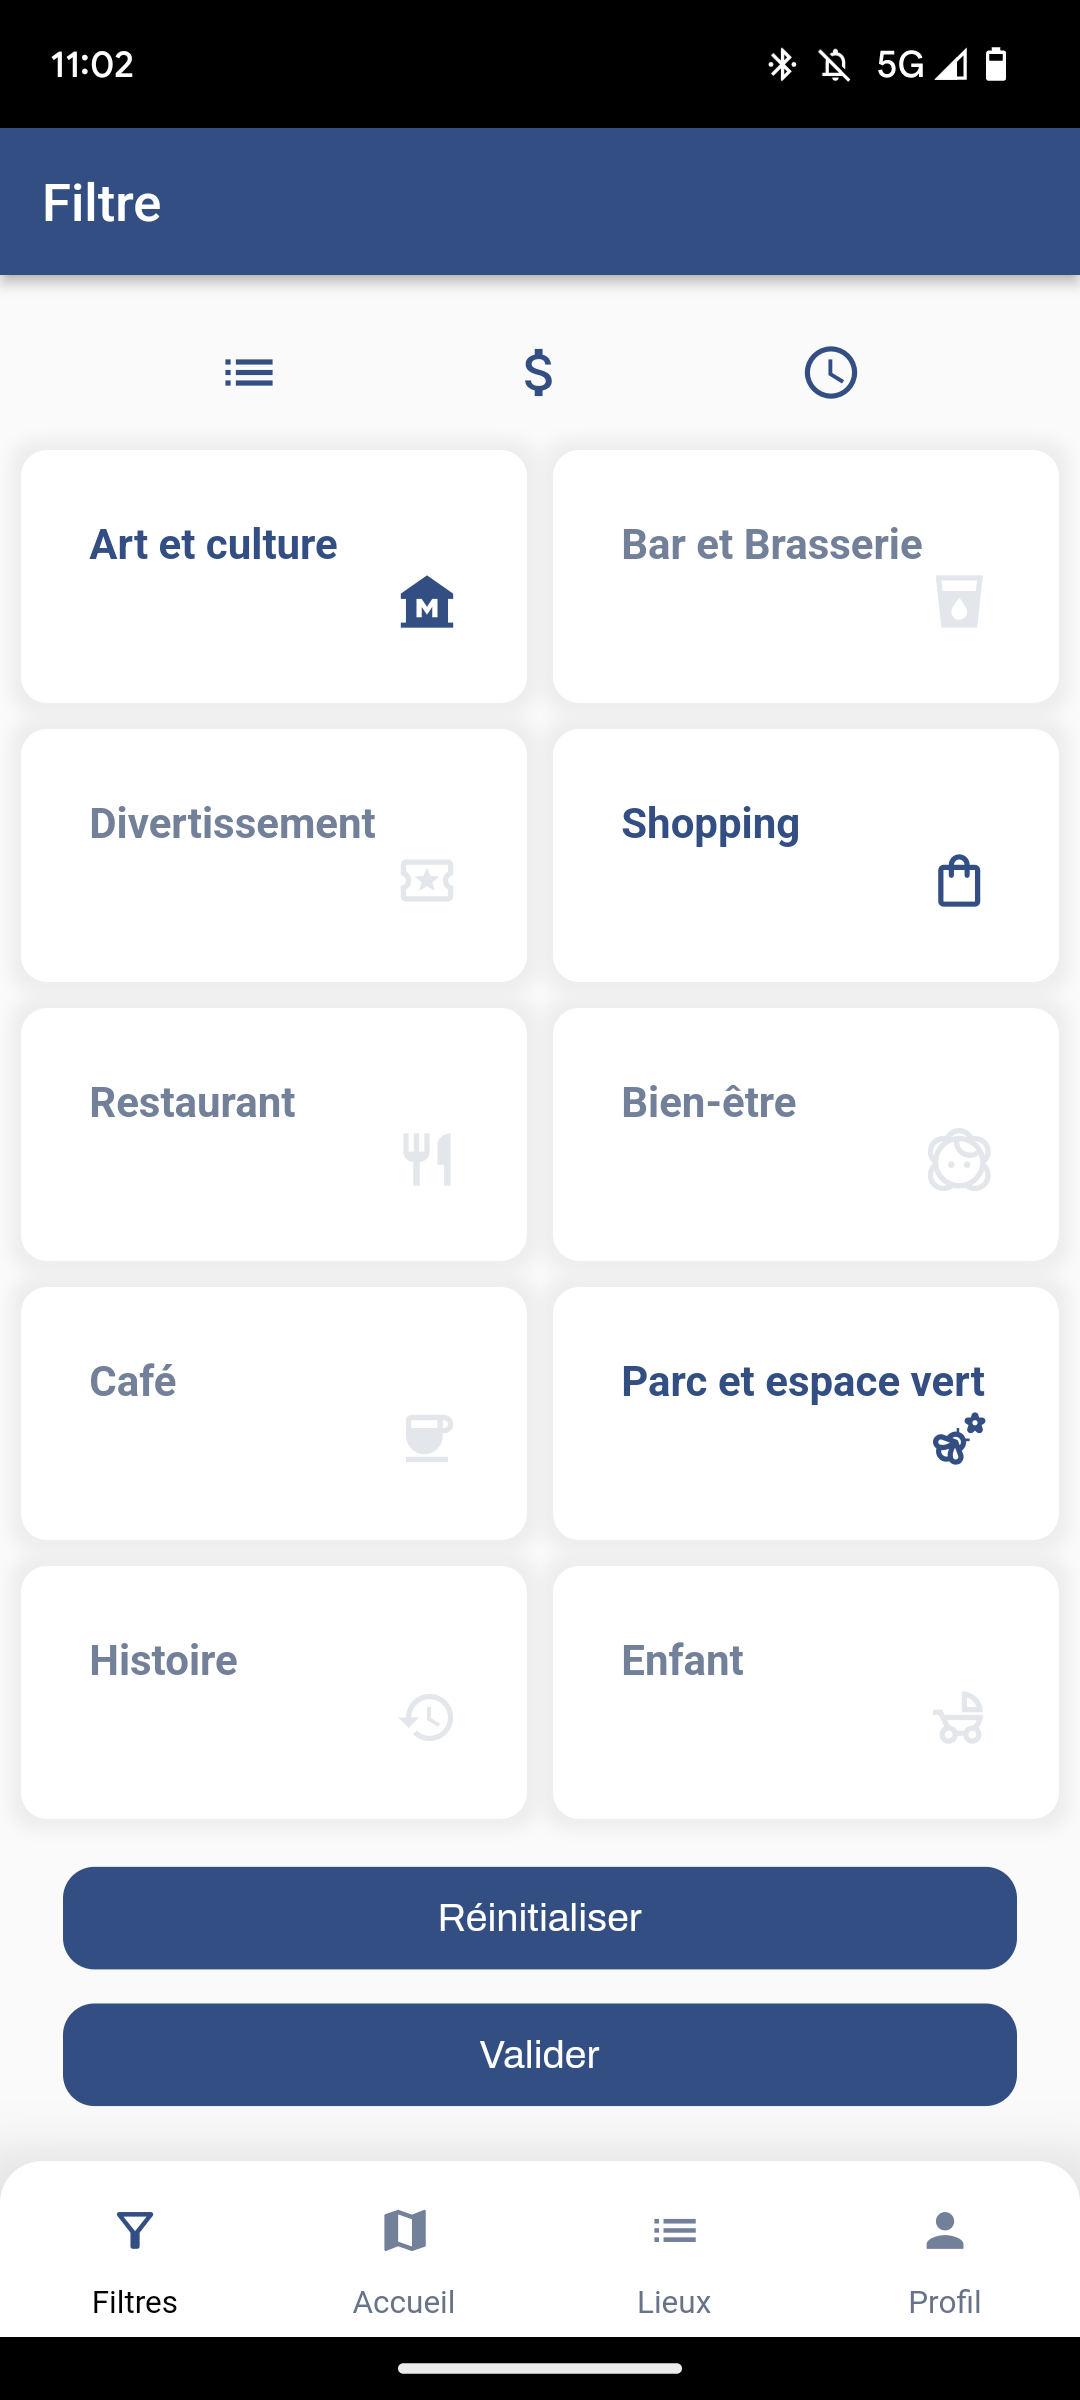 11:02
5G
Filtre
$
Art et culture
M
Bar et Brasserie
Divertissement
Shopping
Restaurant
Bien-être
Café
Parc et espace vert
Histoire
Enfant
Réinitialiser
Valider
Filtres
Accueil
Lieux
Profil